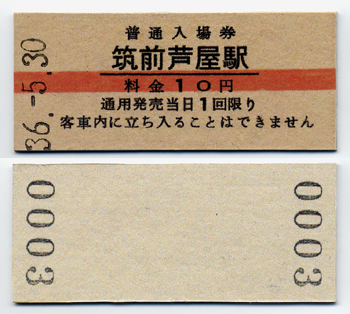 普通入場券
筑前芦屋駅
料金10円
通用発売当日1回限り
客車内に立ち入ることはできません
36.-5.30
0003
0003